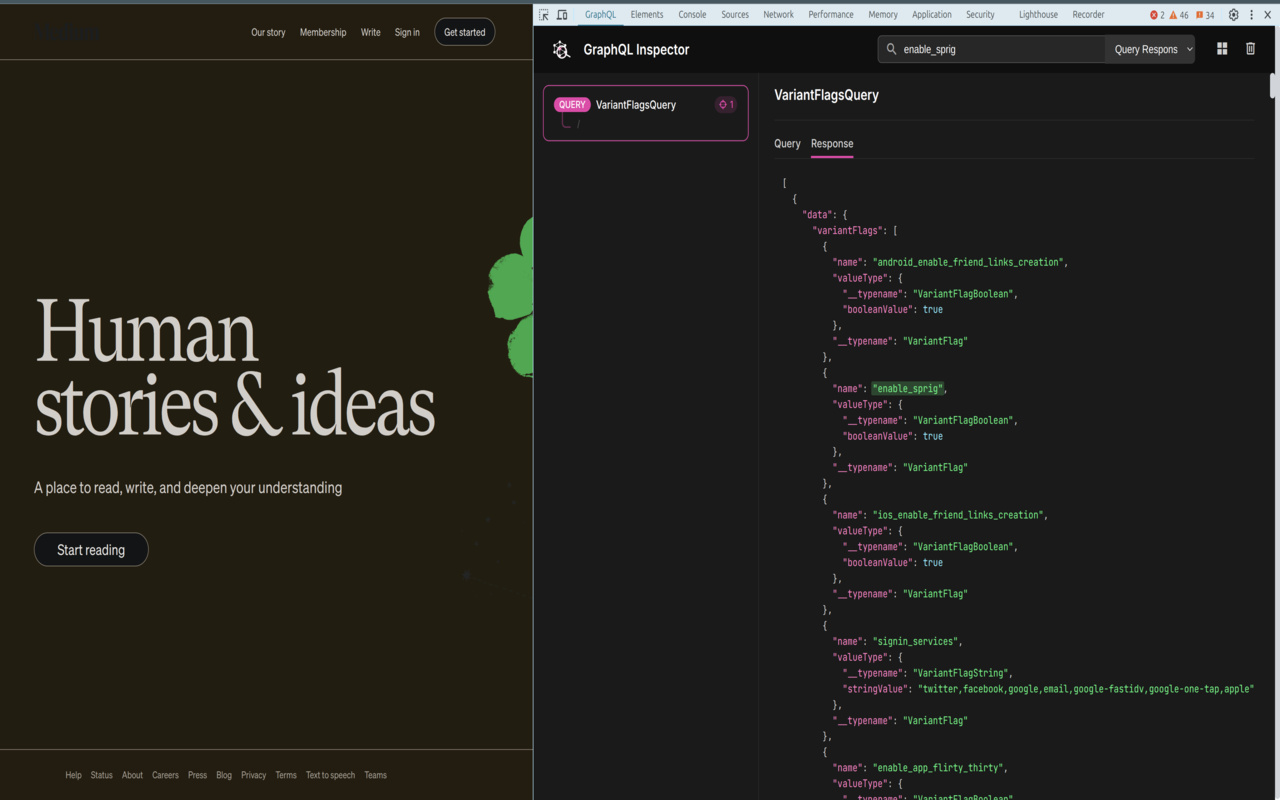 Our story Membership Write Sign in Get started
Human
stories & ideas
A place to read, write, and deepen your understanding
Start reading
Help Status About Careers Press Blog Privacy Terms Text to speech Teams
GraphQL Elements Console Sources Network Performance Memory Application Security Lighthouse Recorder 2 46 34
GraphQL Inspector
enable_sprig
Query Respons
QUERY VariantFlagsQuery 1
/
VariantFlagsQuery
Query Response
[
{
"data": {
"variantFlags": [
{
"name": "android_enable_friend_links_creation",
"valueType": {
"__typename": "VariantFlagBoolean",
"booleanValue": true
},
"__typename": "VariantFlag"
},
{
"name": "enable_sprig",
"valueType": {
"__typename": "VariantFlagBoolean",
"booleanValue": true
},
"__typename": "VariantFlag"
},
{
"name": "ios_enable_friend_links_creation",
"valueType": {
"__typename": "VariantFlagBoolean",
"booleanValue": true
},
"__typename": "VariantFlag"
},
{
"name": "signin_services",
"valueType": {
"__typename": "VariantFlagString",
"stringValue": "twitter,facebook,google,email,google-fastidv,google-one-tap,apple"
},
"__typename": "VariantFlag"
},
{
"name": "enable_app_flirty_thirty",
"valueType": {
"__typename": "VariantFlagBoolean",